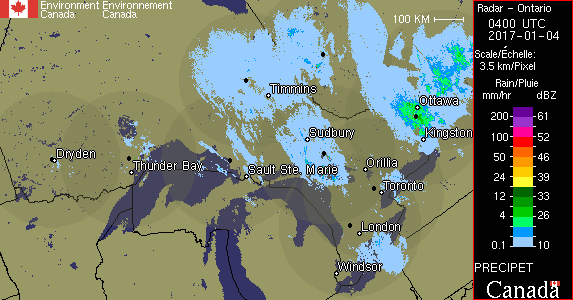 Environment Environnement
Canada Canada
100 KM
Timmins
Ottawa
Sudbury
Kingston
Dryden
Thunder Bay
Sault Ste. Marie
Orillia
Toronto
London
Windsor
Radar - Ontario
0400 UTC
2017-01-04
Scale/Échelle:
3.5 km/Pixel
Rain/Pluie
mm/hr dBZ
200 61
100 52
50 46
24 39
12 33
4 26
0.1 10
PRECIPET
Canada